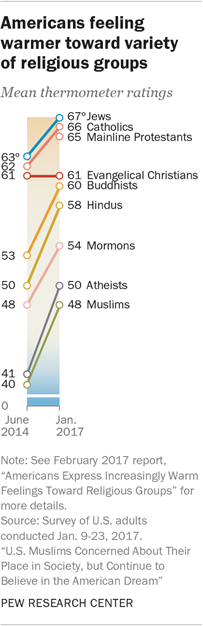 Americans feeling
warmer toward variety
of religious groups
Mean thermometer ratings
67° Jews
66 Catholics
65 Mainline Protestants
63°
62
61 61 Evangelical Christians
60 Buddhists
58 Hindus
53
54 Mormons
50 50 Atheists
48 48 Muslims
41
40
0
June Jan.
2014 2017
Note: See February 2017 report,
“Americans Express Increasingly Warm
Feelings Toward Religious Groups” for
more details.
Source: Survey of U.S. adults
conducted Jan. 9-23, 2017.
“U.S. Muslims Concerned About Their
Place in Society, but Continue to
Believe in the American Dream”
PEW RESEARCH CENTER